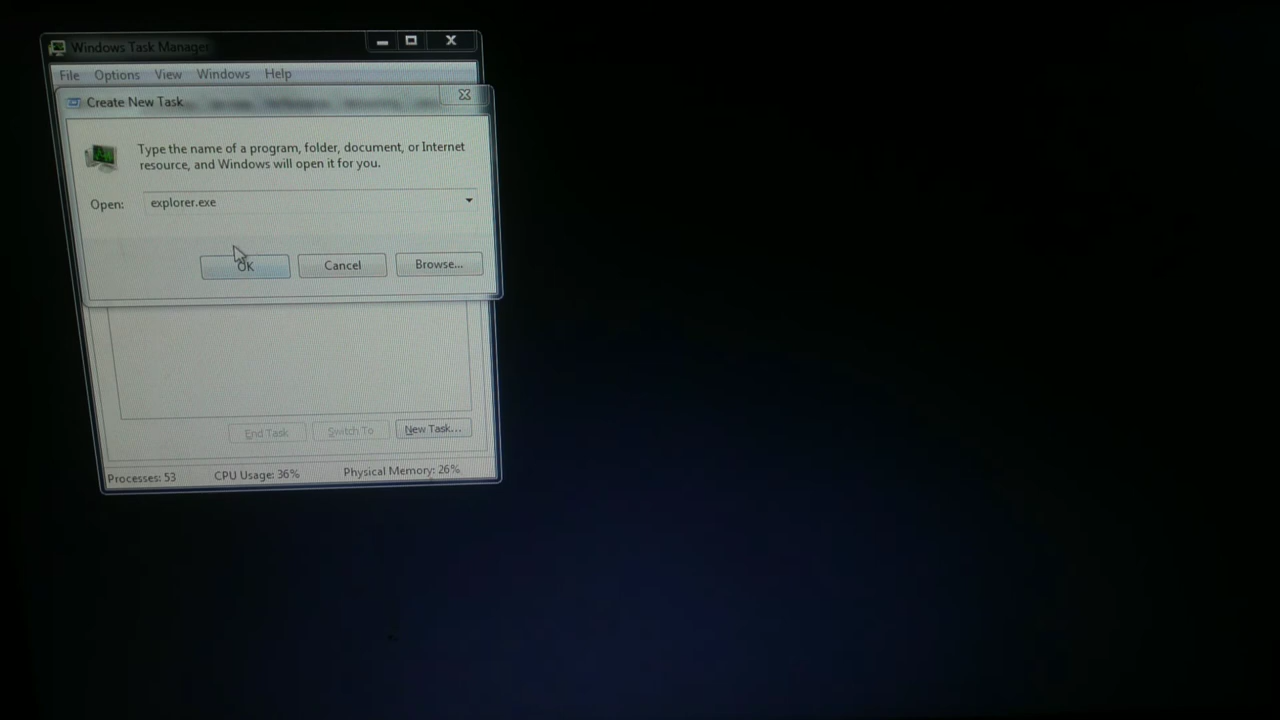 Windows Task Manager
File Options View Windows Help
Create New Task
Type the name of a program, folder, document, or Internet
resource, and Windows will open it for you.
Open: explorer.exe
OK Cancel Browse...
End Task Switch To New Task...
Processes: 53 CPU Usage: 36% Physical Memory: 26%